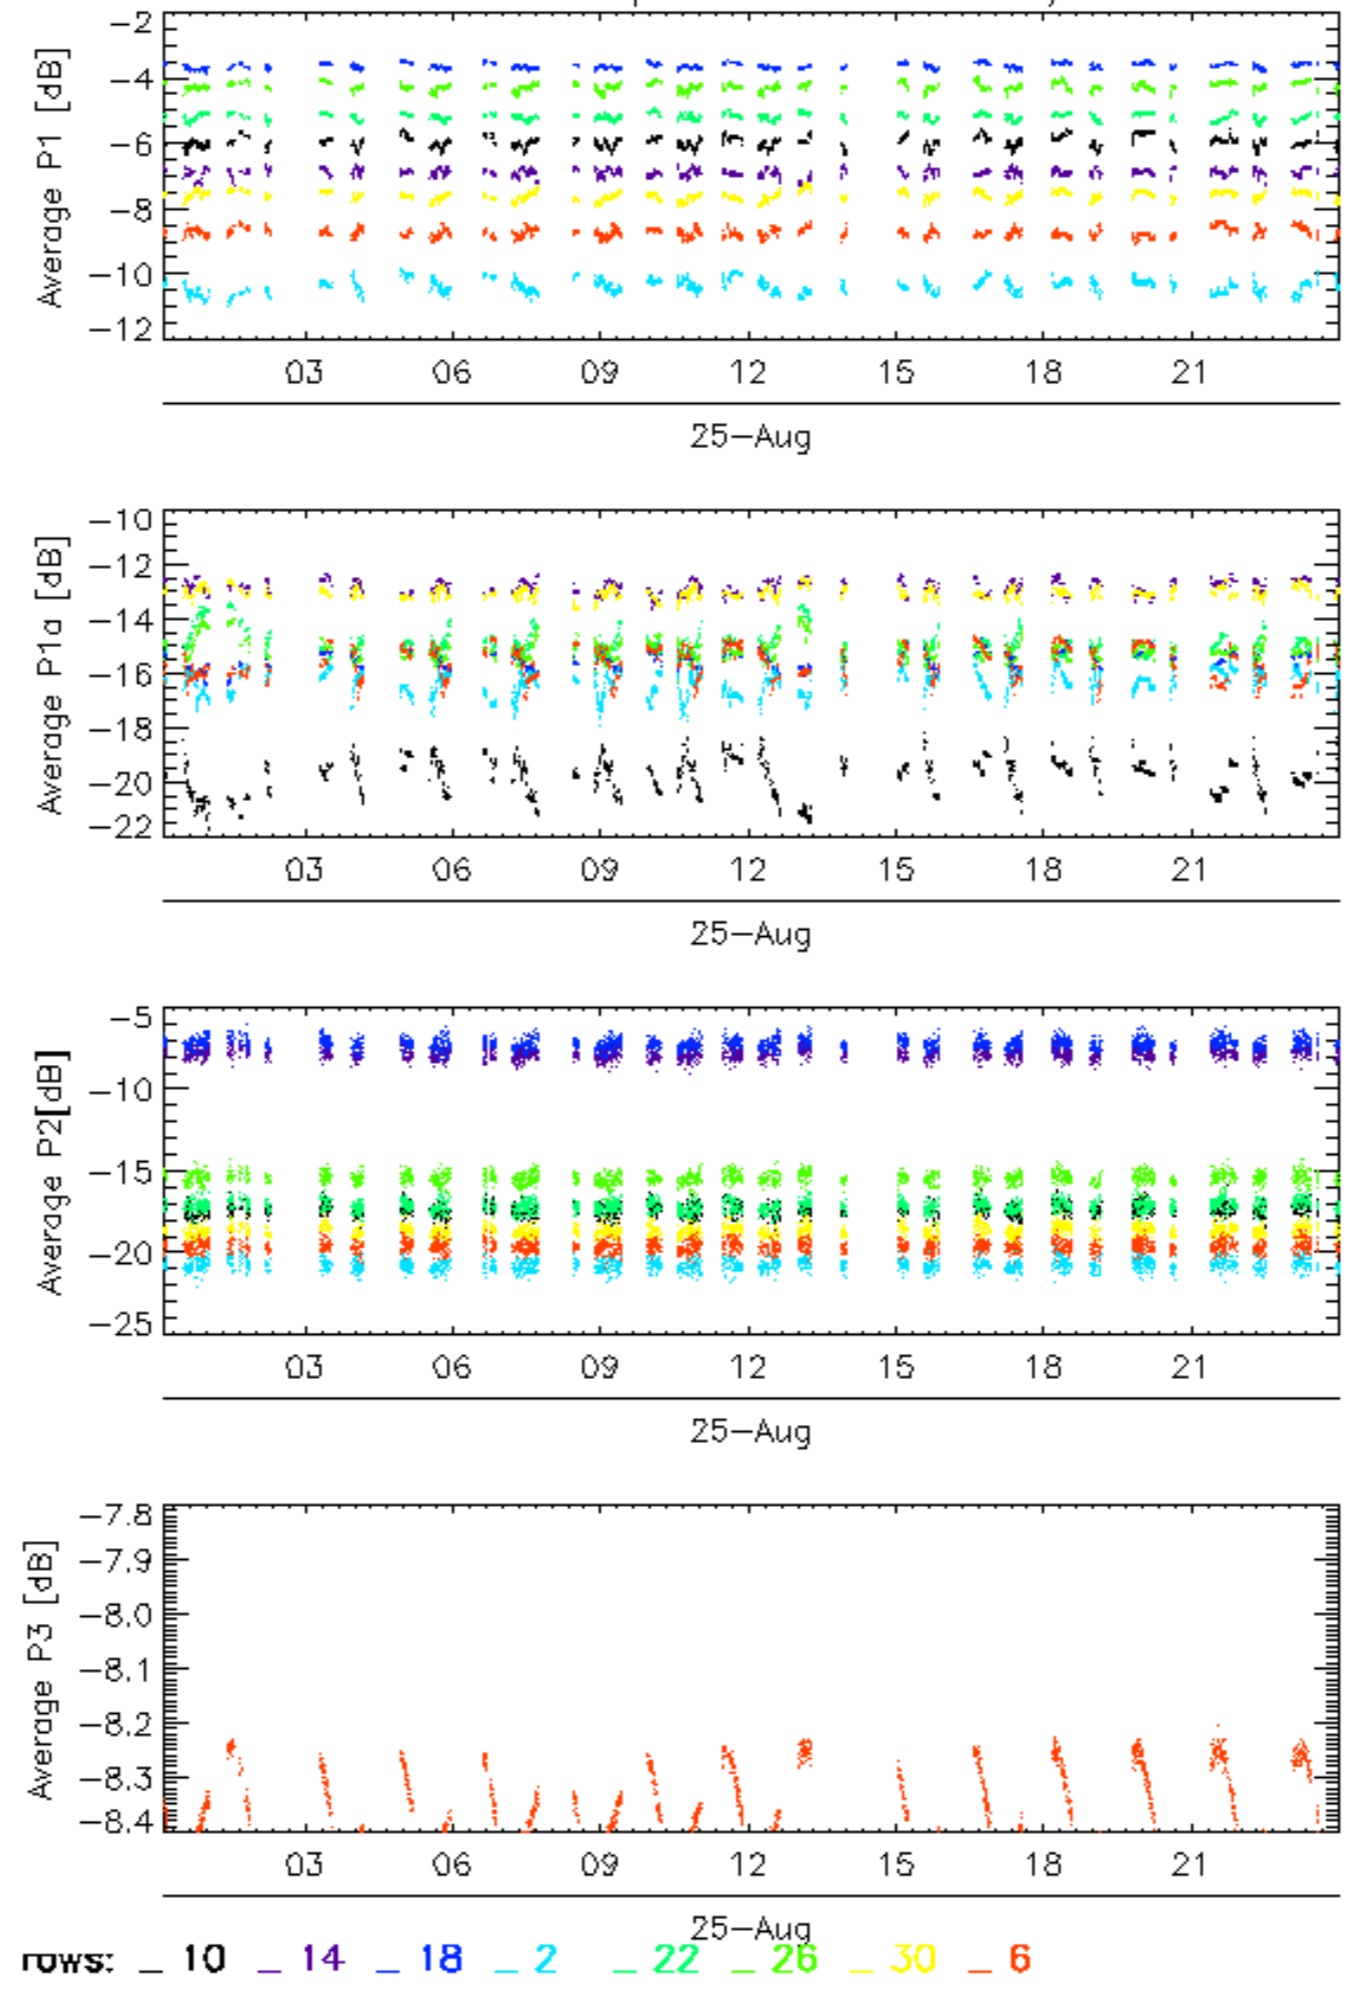 Average P1 [dB]
-2
-4
-6
-8
-10
-12
03 06 09 12 15 18 21
25-Aug
Average P1a [dB]
-10
-12
-14
-16
-18
-20
-22
03 06 09 12 15 18 21
25-Aug
Average P2[dB]
-5
-10
-15
-20
-25
03 06 09 12 15 18 21
25-Aug
Average P3 [dB]
-7.8
-7.9
-8.0
-8.1
-8.2
-8.3
-8.4
03 06 09 12 15 18 21
25-Aug
rows: _ 10 _ 14 _ 18 _ 2 _ 22 _ 26 _ 30 _ 6